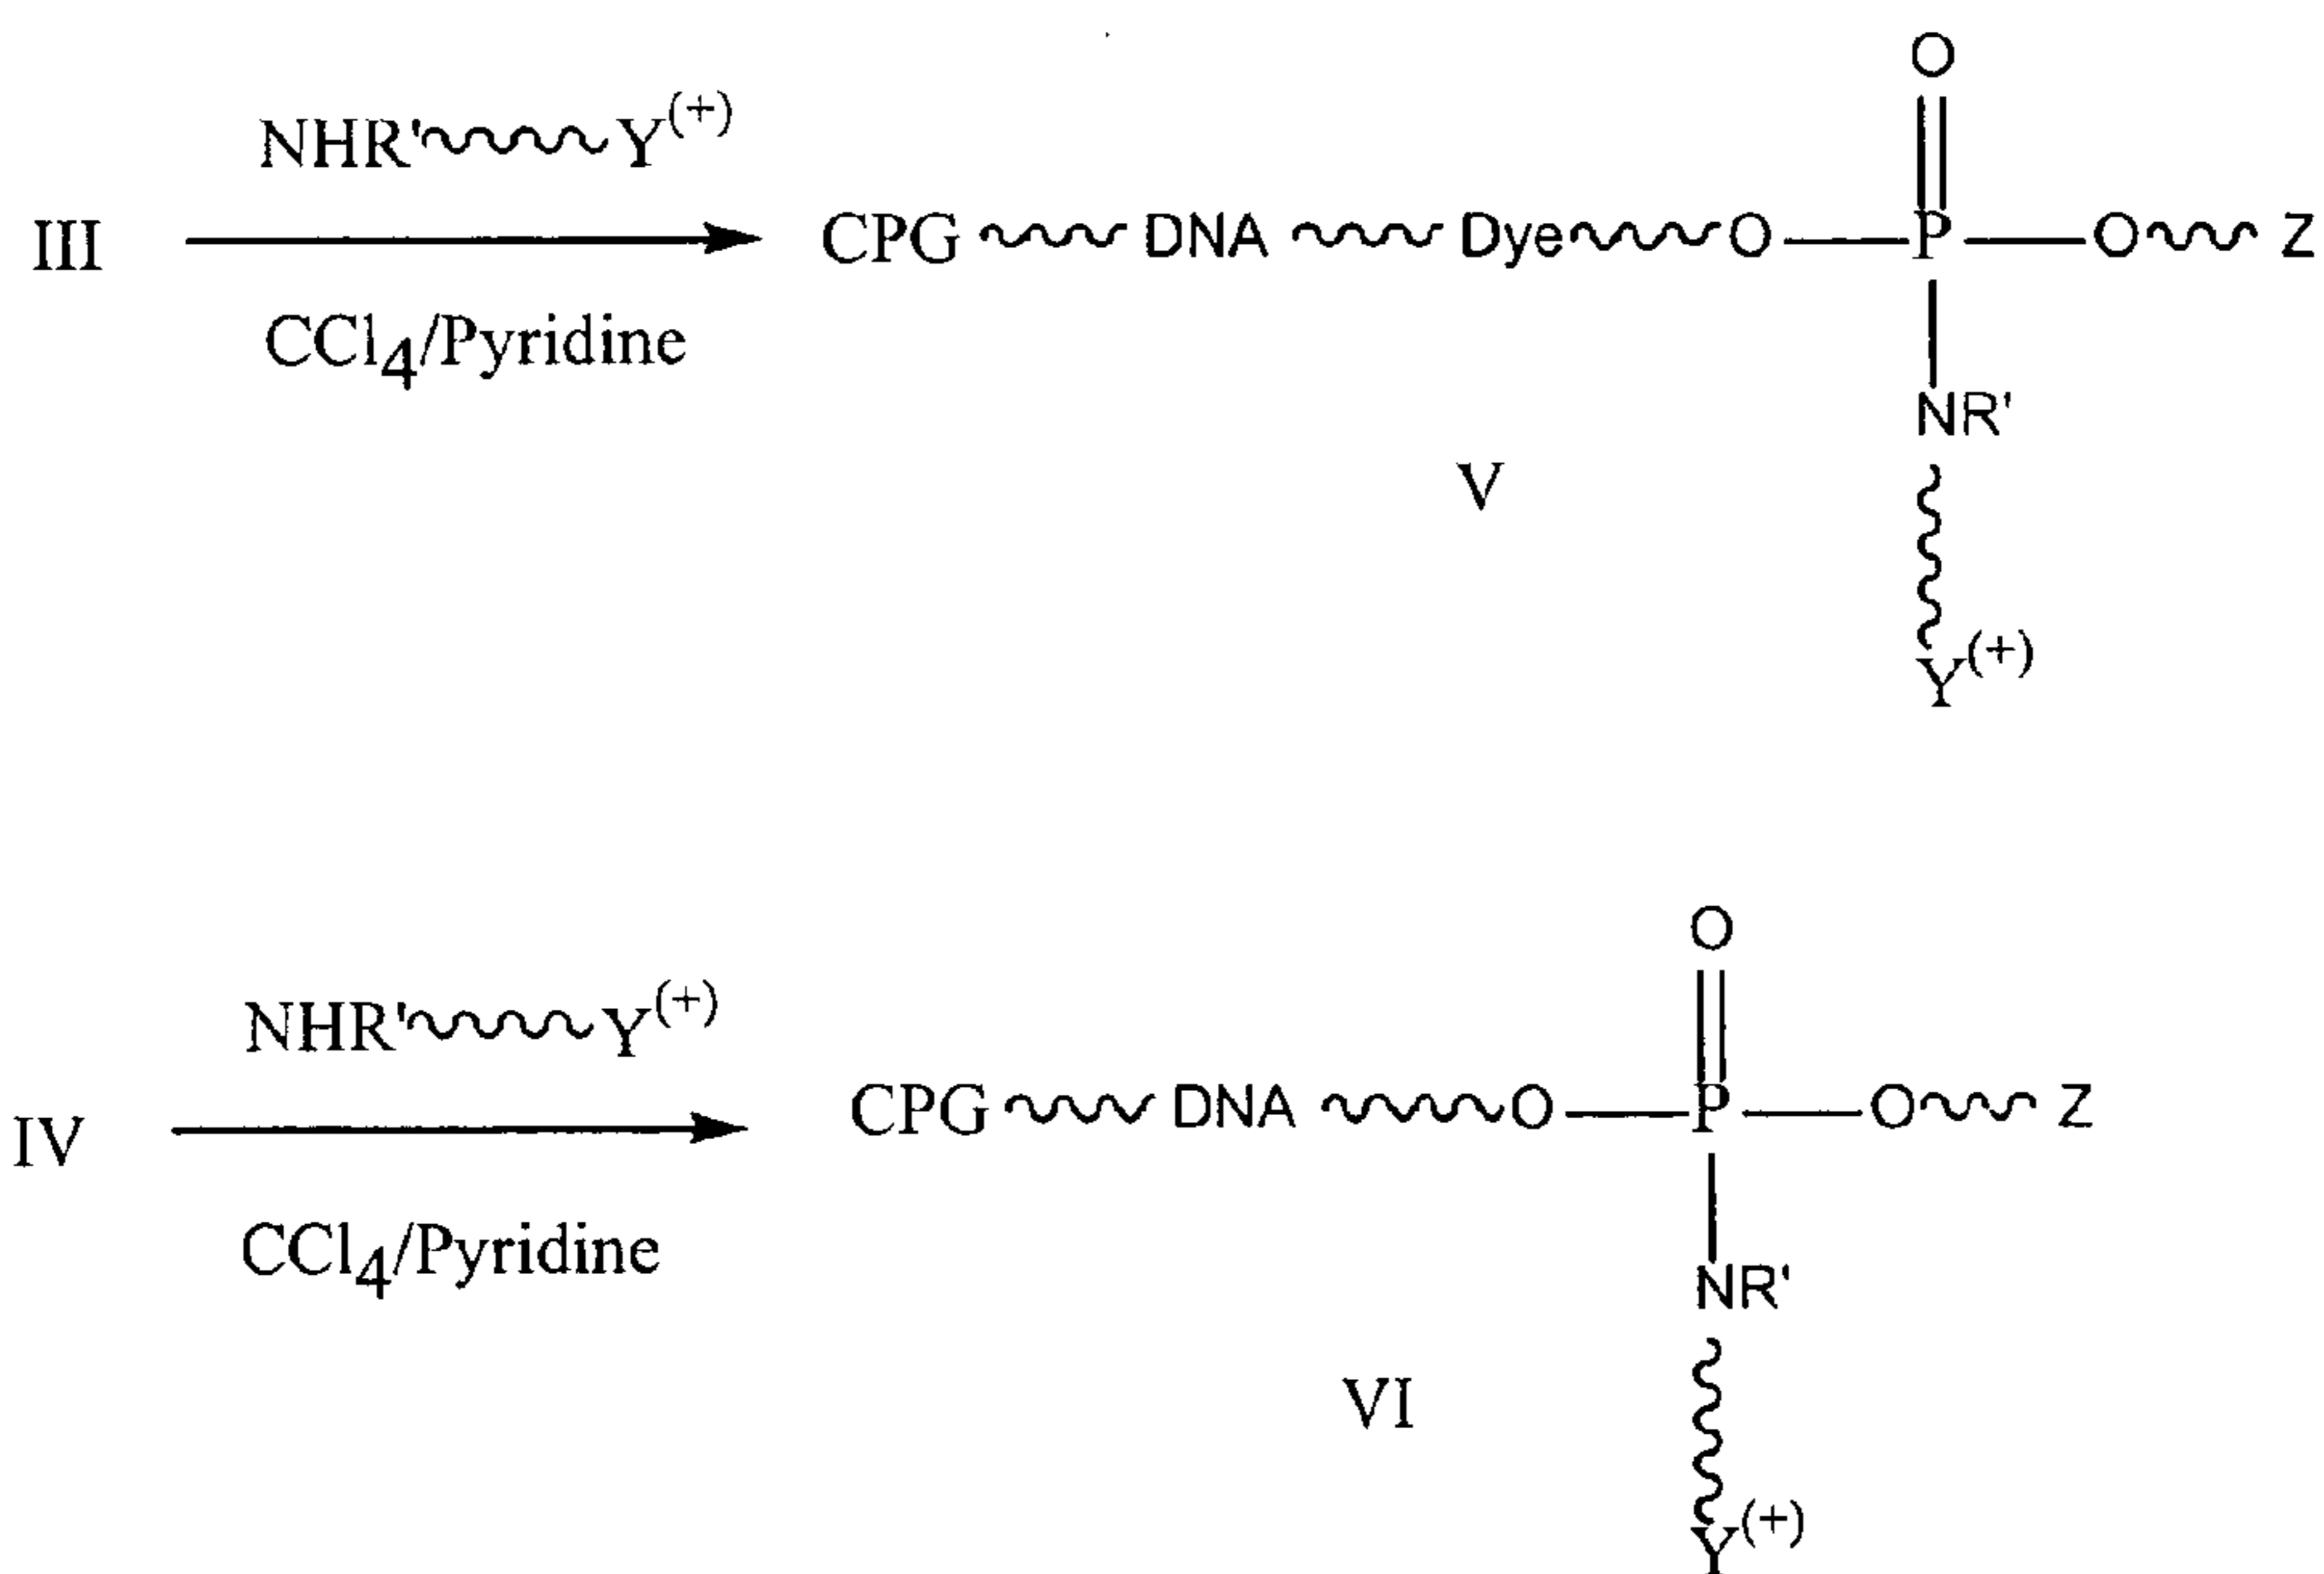 O
NHR' Y(+)
III CPG DNA Dye O P O Z
CCl4/Pyridine
NR'
V
Y(+)
O
NHR' Y(+)
IV CPG DNA O P O Z
CCl4/Pyridine
NR'
VI
Y(+)